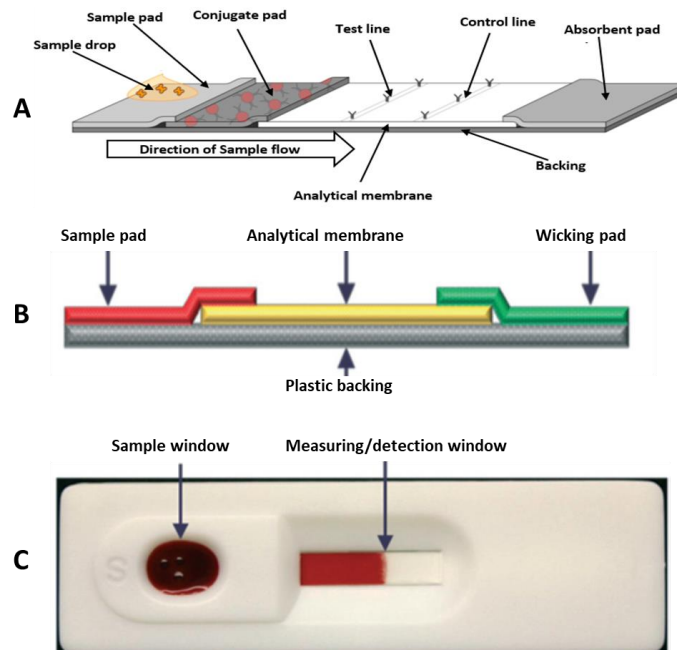 Sample pad
Conjugate pad
Sample drop
Test line
Control line
Absorbent pad
A
Direction of Sample flow
Backing
Analytical membrane
Sample pad
Analytical membrane
Wicking pad
B
Plastic backing
Sample window
Measuring/detection window
C
S